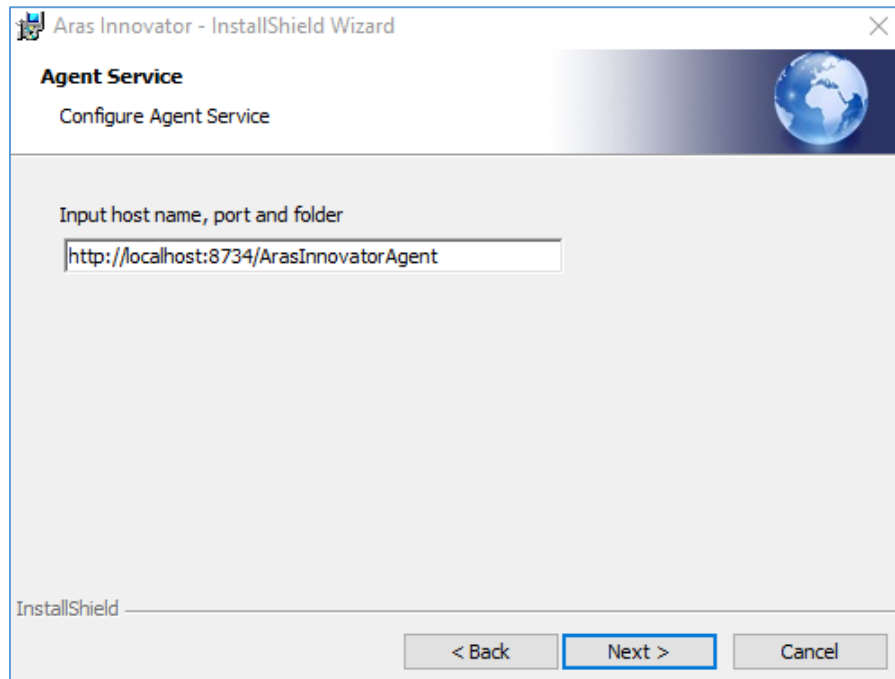 Aras Innovator - InstallShield Wizard
Agent Service
Configure Agent Service
Input host name, port and folder
http://localhost:8734/ArasInnovatorAgent
InstallShield
< Back Next > Cancel